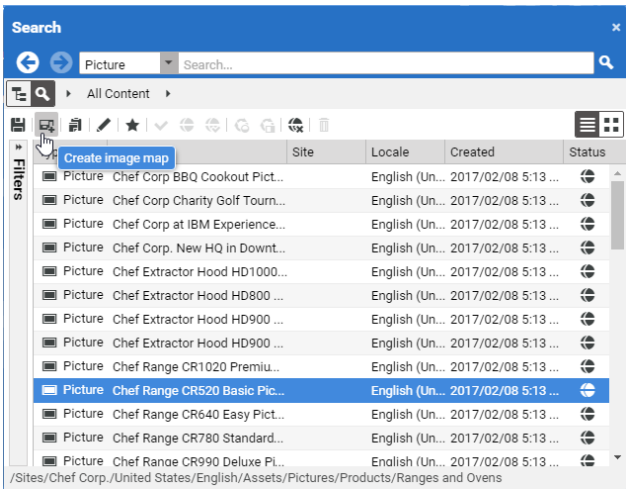 Search
Picture Search...
All Content
Create image map
Site Locale Created Status
Filters
Picture Chef Corp BBQ Cookout Pict... English (Un... 2017/02/08 5:13 ...
Picture Chef Corp Charity Golf Tourn... English (Un... 2017/02/08 5:13 ...
Picture Chef Corp at IBM Experience... English (Un... 2017/02/08 5:13 ...
Picture Chef Corp. New HQ in Downt... English (Un... 2017/02/08 5:13 ...
Picture Chef Extractor Hood HD1000... English (Un... 2017/02/08 5:13 ...
Picture Chef Extractor Hood HD800 ... English (Un... 2017/02/08 5:13 ...
Picture Chef Extractor Hood HD900 ... English (Un... 2017/02/08 5:13 ...
Picture Chef Extractor Hood HD900 ... English (Un... 2017/02/08 5:13 ...
Picture Chef Range CR1020 Premiu... English (Un... 2017/02/08 5:13 ...
Picture Chef Range CR520 Basic Pic... English (Un... 2017/02/08 5:13 ...
Picture Chef Range CR640 Easy Pict... English (Un... 2017/02/08 5:13 ...
Picture Chef Range CR780 Standard... English (Un... 2017/02/08 5:13 ...
Picture Chef Range CR990 Deluxe Pi... English (Un... 2017/02/08 5:13 ...
/Sites/Chef Corp./United States/English/Assets/Pictures/Products/Ranges and Ovens